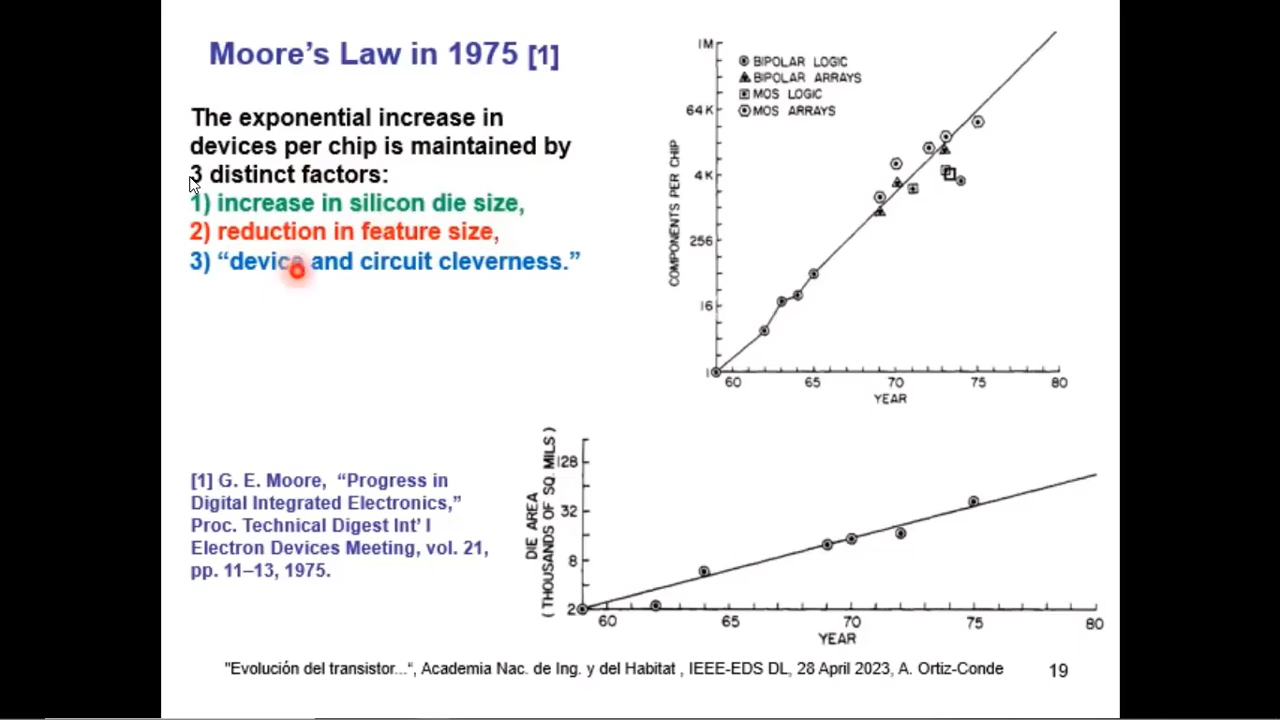 Moore's Law in 1975 [1]
The exponential increase in
devices per chip is maintained by
3 distinct factors:
1) increase in silicon die size,
2) reduction in feature size,
3) “device and circuit cleverness.”
[1] G. E. Moore, “Progress in
Digital Integrated Electronics,”
Proc. Technical Digest Int' l
Electron Devices Meeting, vol. 21,
pp. 11–13, 1975.
COMPONENTS PER CHIP
1M
64K
4K
256
16
1
BIPOLAR LOGIC
BIPOLAR ARRAYS
MOS LOGIC
MOS ARRAYS
60 65 70 75 80
YEAR
DIE AREA
(THOUSANDS OF SQ. MILS)
128
32
8
2
60 65 70 75 80
YEAR
"Evolución del transistor...“, Academia Nac. de Ing. y del Habitat , IEEE-EDS DL, 28 April 2023, A. Ortiz-Conde
19